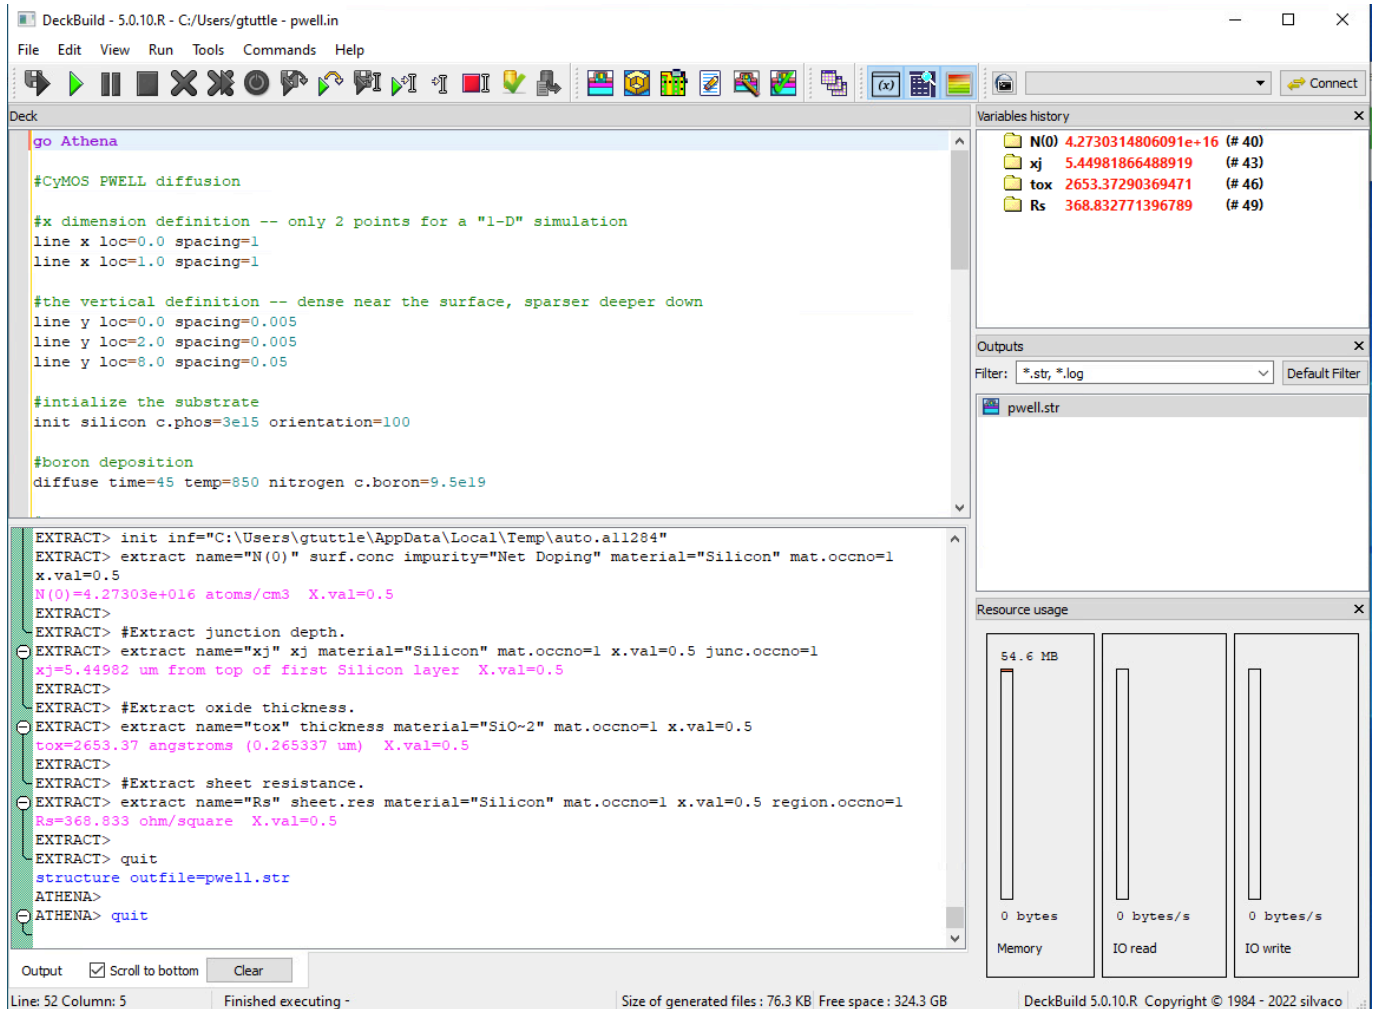 DeckBuild - 5.0.10.R - C:/Users/gtuttle - pwell.in
File Edit View Run Tools Commands Help
(x)
Connect
Deck
go Athena
#CyMOS PWELL diffusion
#x dimension definition -- only 2 points for a "1-D" simulation
line x loc=0.0 spacing=1
line x loc=1.0 spacing=1
#the vertical definition -- dense near the surface, sparser deeper down
line y loc=0.0 spacing=0.005
line y loc=2.0 spacing=0.005
line y loc=8.0 spacing=0.05
#intialize the substrate
init silicon c.phos=3e15 orientation=100
#boron deposition
diffuse time=45 temp=850 nitrogen c.boron=9.5e19
EXTRACT> init inf="C:\Users\gtuttle\AppData\Local\Temp\auto.a11284"
EXTRACT> extract name="N(0)" surf.conc impurity="Net Doping" material="Silicon" mat.occno=1
x.val=0.5
N(0)=4.27303e+016 atoms/cm3 X.val=0.5
EXTRACT>
EXTRACT> #Extract junction depth.
EXTRACT> extract name="xj" xj material="Silicon" mat.occno=1 x.val=0.5 junc.occno=1
xj=5.44982 um from top of first Silicon layer X.val=0.5
EXTRACT>
EXTRACT> #Extract oxide thickness.
EXTRACT> extract name="tox" thickness material="SiO~2" mat.occno=1 x.val=0.5
tox=2653.37 angstroms (0.265337 um) X.val=0.5
EXTRACT>
EXTRACT> #Extract sheet resistance.
EXTRACT> extract name="Rs" sheet.res material="Silicon" mat.occno=1 x.val=0.5 region.occno=1
Rs=368.833 ohm/square X.val=0.5
EXTRACT>
EXTRACT> quit
structure outfile=pwell.str
ATHENA>
ATHENA> quit
Output Scroll to bottom Clear
Variables history
N(0) 4.2730314806091e+16 (# 40)
xj 5.44981866488919 (# 43)
tox 2653.37290369471 (# 46)
Rs 368.832771396789 (# 49)
Outputs
Filter: *.str, *.log Default Filter
pwell.str
Resource usage
54.6 MB
0 bytes 0 bytes/s 0 bytes/s
Memory IO read IO write
Line: 52 Column: 5 Finished executing - Size of generated files : 76.3 KB Free space : 324.3 GB DeckBuild 5.0.10.R Copyright © 1984 - 2022 silvaco